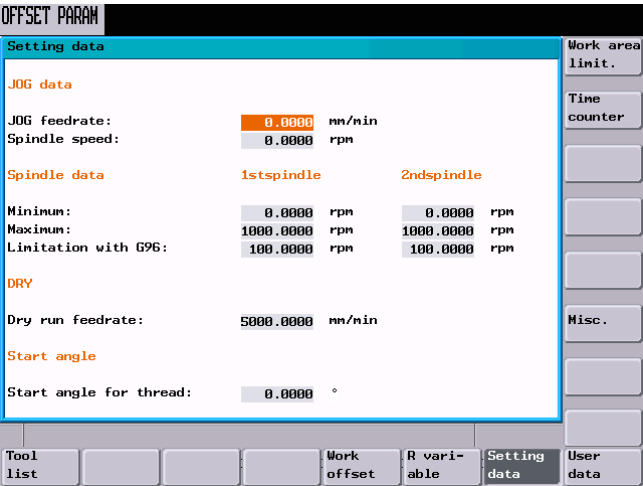 OFFSET PARAM
Setting data
Work area
limit.
JOG data
Time
counter
JOG feedrate: 0.0000 mm/min
Spindle speed: 0.0000 rpm
Spindle data 1stspindle 2ndspindle
Minimum: 0.0000 rpm 0.0000 rpm
Maximum: 1000.0000 rpm 1000.0000 rpm
Limitation with G96: 100.0000 rpm 100.0000 rpm
DRY
Dry run feedrate: 5000.0000 mm/min
Misc.
Start angle
Start angle for thread: 0.0000 °
Tool
list
Work
offset
R vari-
able
Setting
data
User
data